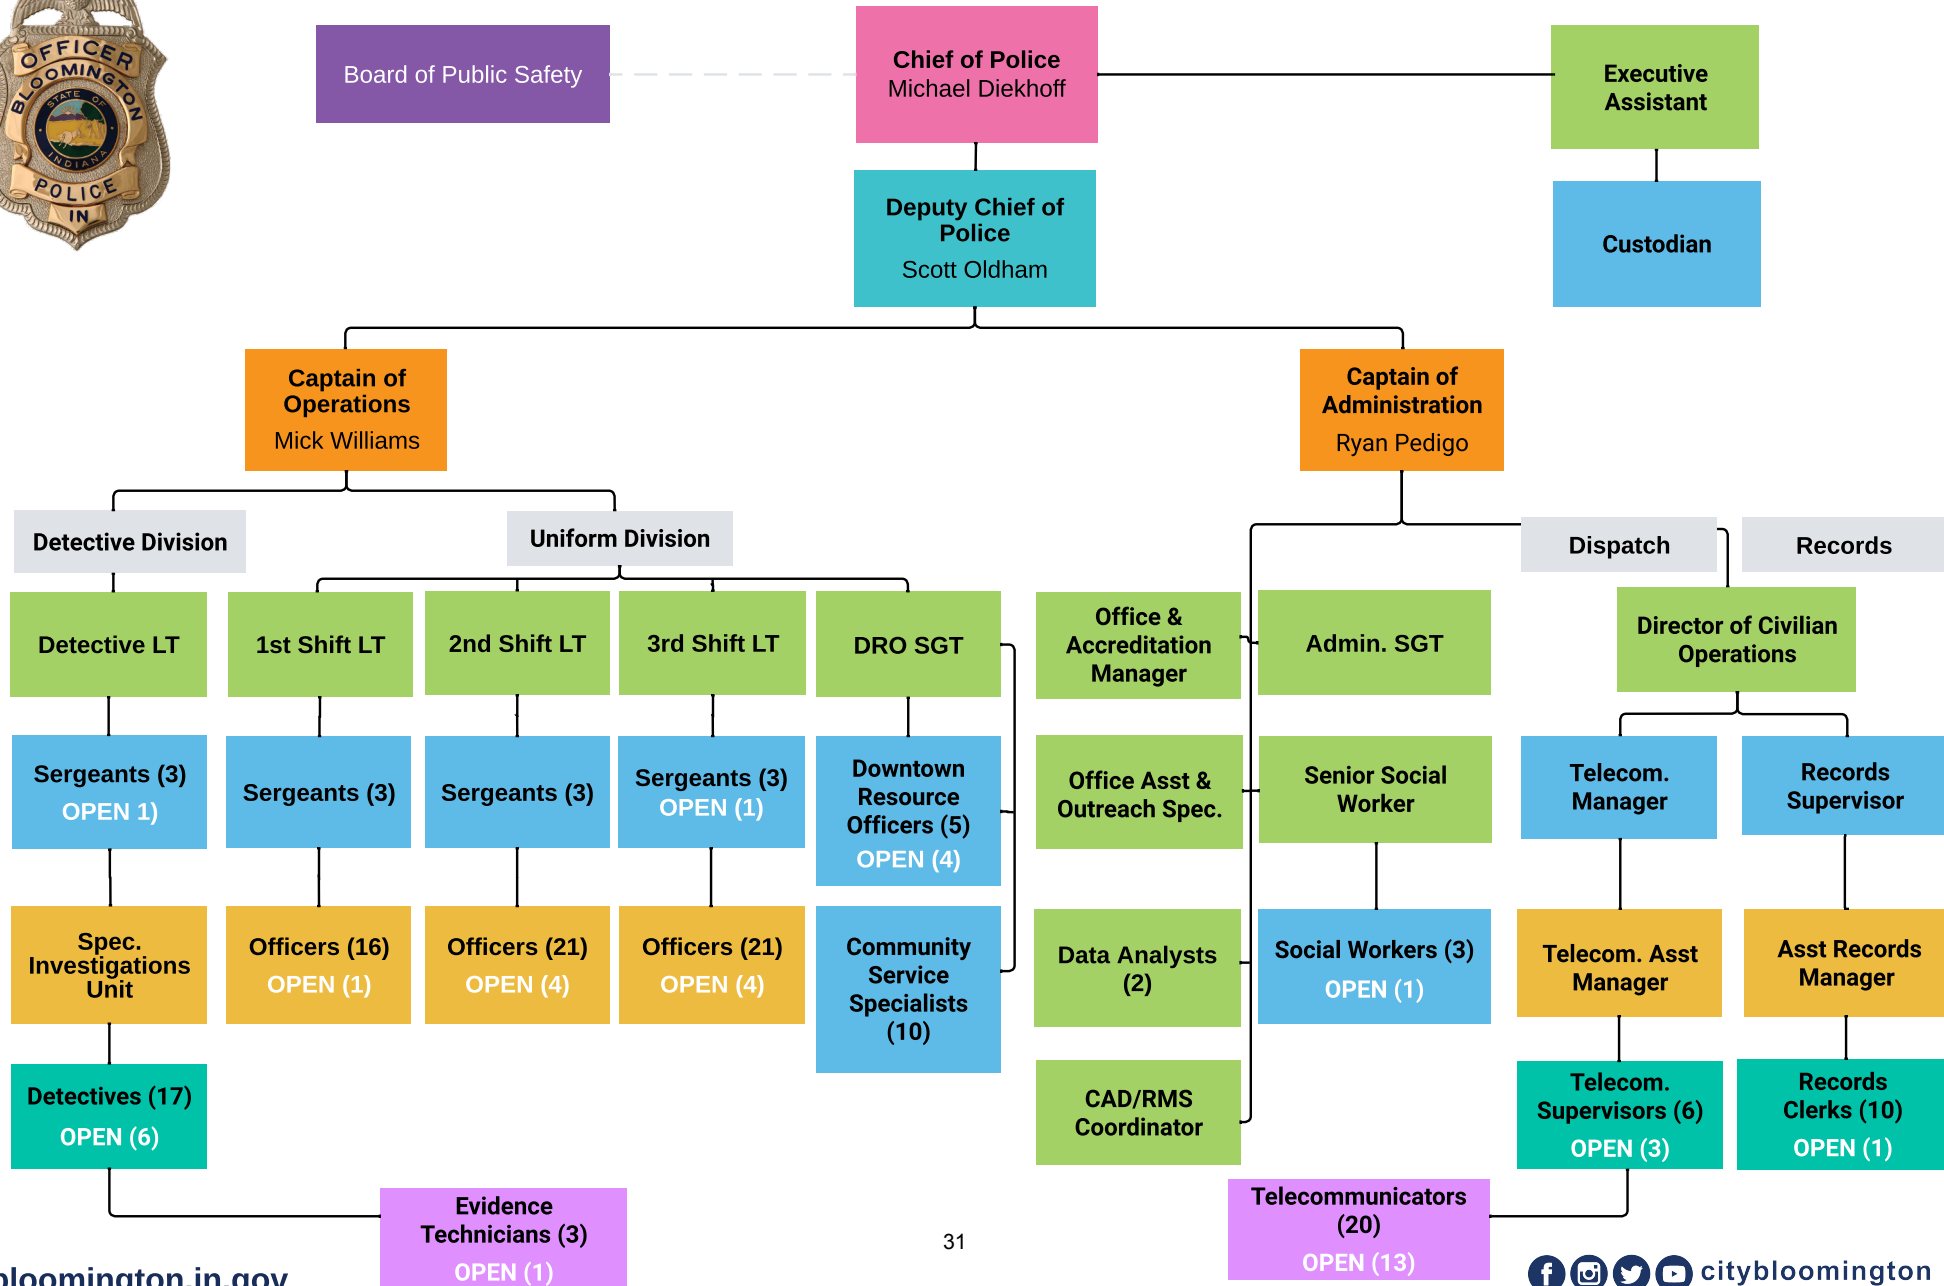 OFFICER
BLOOMINGTON
STATE OF
INDIANA
POLICE
IN
Board of Public Safety
Chief of Police
Michael Diekhoff
Executive
Assistant
Deputy Chief of
Police
Scott Oldham
Custodian
Captain of
Operations
Mick Williams
Captain of
Administration
Ryan Pedigo
Detective Division
Uniform Division
Dispatch
Records
Detective LT
1st Shift LT
2nd Shift LT
3rd Shift LT
DRO SGT
Office &
Accreditation
Manager
Admin. SGT
Director of Civilian
Operations
Sergeants (3)
OPEN 1)
Sergeants (3)
Sergeants (3)
Sergeants (3)
OPEN (1)
Downtown
Resource
Officers (5)
OPEN (4)
Office Asst &
Outreach Spec.
Senior Social
Worker
Telecom.
Manager
Records
Supervisor
Spec.
Investigations
Unit
Officers (16)
OPEN (1)
Officers (21)
OPEN (4)
Officers (21)
OPEN (4)
Community
Service
Specialists
(10)
Data Analysts
(2)
Social Workers (3)
OPEN (1)
Telecom. Asst
Manager
Asst Records
Manager
Detectives (17)
OPEN (6)
CAD/RMS
Coordinator
Telecom.
Supervisors (6)
OPEN (3)
Records
Clerks (10)
OPEN (1)
Evidence
Technicians (3)
OPEN (1)
Telecommunicators
(20)
OPEN (13)
31
bloomington.in.gov
citybloomington